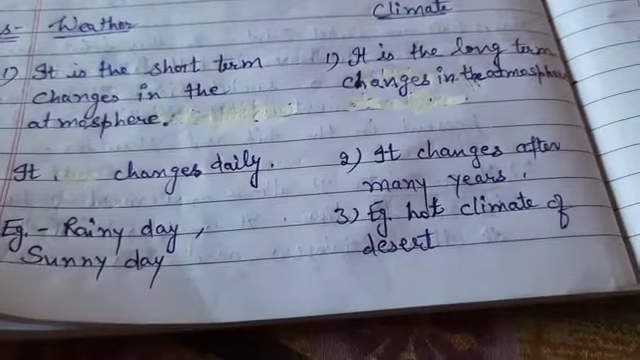 s- Weather
1) It is the short term
changes in the
atmosphere.
It changes daily.
Eg. - Rainy day,
Sunny day
Climate
1) It is the long term
changes in the atmosphere
2) It changes after
many years.
3) Eg. hot climate of
desert